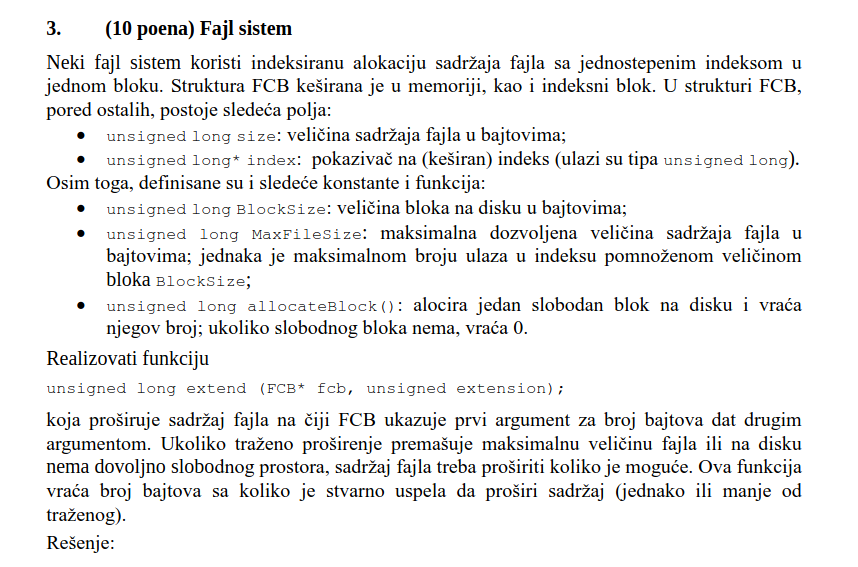 3. (10 poena) Fajl sistem
Neki fajl sistem koristi indeksiranu alokaciju sadržaja fajla sa jednostepenim indeksom u
jednom bloku. Struktura FCB keširana je u memoriji, kao i indeksni blok. U strukturi FCB,
pored ostalih, postoje sledeća polja:
• unsigned long size: veličina sadržaja fajla u bajtovima;
• unsigned long* index: pokazivač na (keširan) indeks (ulazi su tipa unsigned long).
Osim toga, definisane su i sledeće konstante i funkcija:
• unsigned long BlockSize: veličina bloka na disku u bajtovima;
• unsigned long MaxFileSize: maksimalna dozvoljena veličina sadržaja fajla u
bajtovima; jednaka je maksimalnom broju ulaza u indeksu pomnoženom veličinom
bloka BlockSize;
• unsigned long allocateBlock(): alocira jedan slobodan blok na disku i vraća
njegov broj; ukoliko slobodnog bloka nema, vraća 0.
Realizovati funkciju
unsigned long extend (FCB* fcb, unsigned extension);
koja proširuje sadržaj fajla na čiji FCB ukazuje prvi argument za broj bajtova dat drugim
argumentom. Ukoliko traženo proširenje premašuje maksimalnu veličinu fajla ili na disku
nema dovoljno slobodnog prostora, sadržaj fajla treba proširiti koliko je moguće. Ova funkcija
vraća broj bajtova sa koliko je stvarno uspela da proširi sadržaj (jednako ili manje od
traženog).
Rešenje: